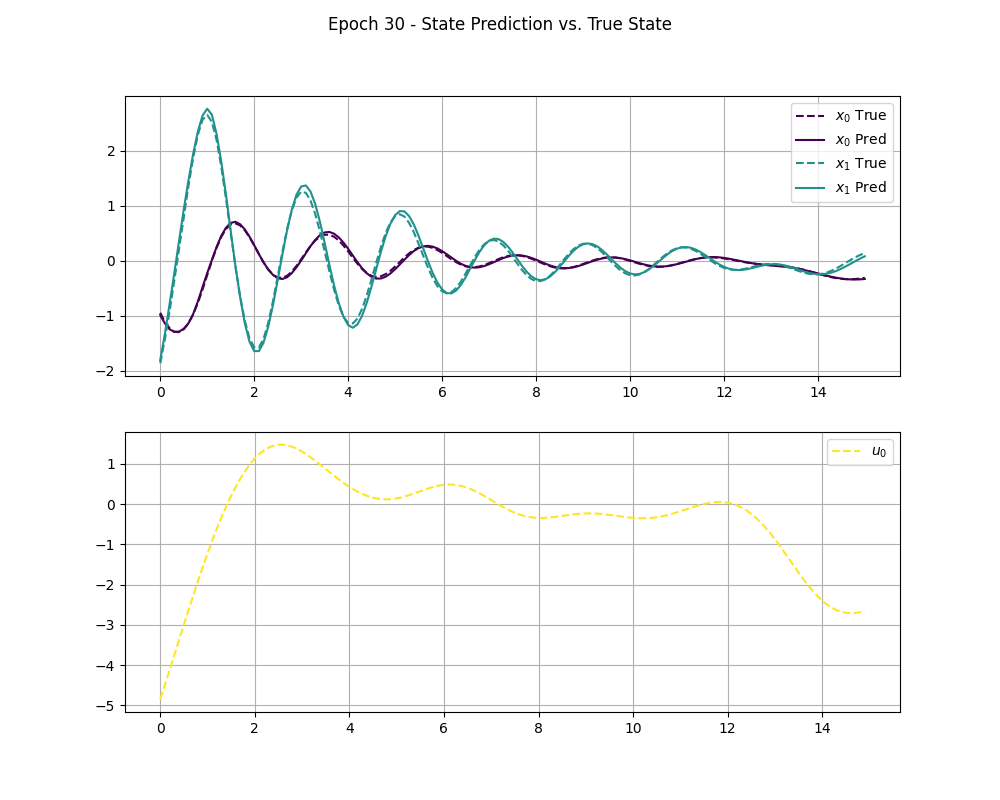 Epoch 30 - State Prediction vs. True State
x₀ True
x₀ Pred
x₁ True
x₁ Pred
2
1
0
−1
−2
0 2 4 6 8 10 12 14
u₀
1
0
−1
−2
−3
−4
−5
0 2 4 6 8 10 12 14